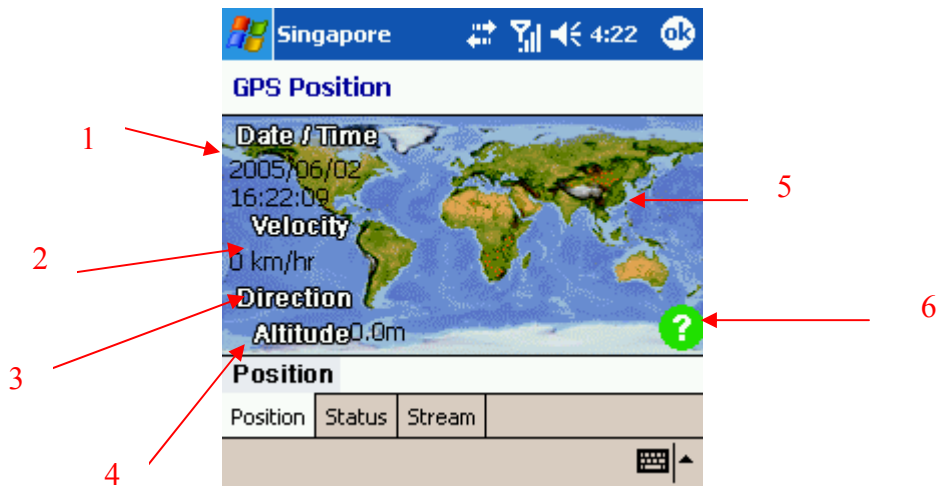 Singapore 4:22 ok
GPS Position
1
Date / Time
2005/06/02
16:22:09
5
Velocity
2
0 km/hr
Direction
6
?
Altitude 0.0m
3
Position
Position Status Stream
4